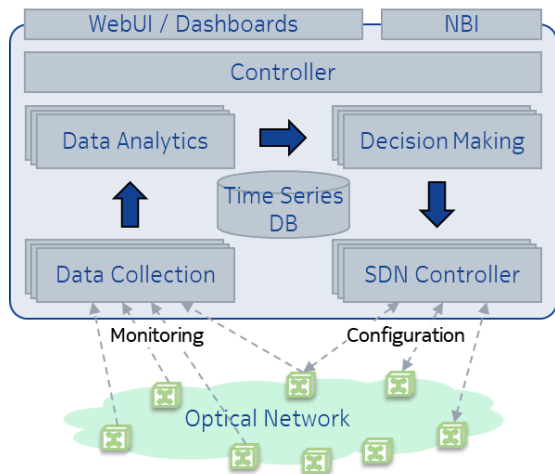 WebUI / Dashboards
NBI
Controller
Data Analytics
Decision Making
Time Series
DB
Data Collection
SDN Controller
Monitoring
Configuration
Optical Network